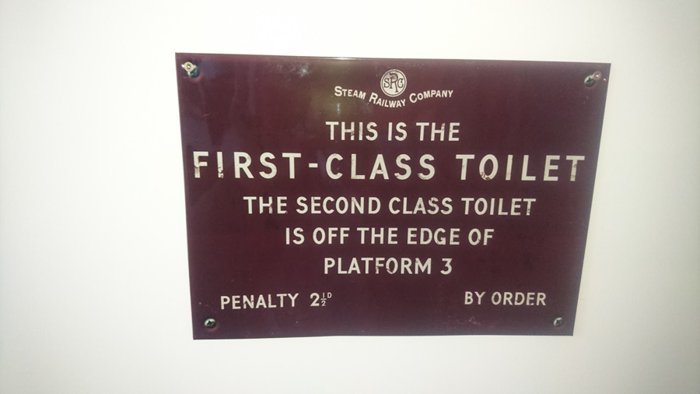 SRC
STEAM RAILWAY COMPANY
THIS IS THE
FIRST-CLASS TOILET
THE SECOND CLASS TOILET
IS OFF THE EDGE OF
PLATFORM 3
PENALTY 2½ᴰ BY ORDER